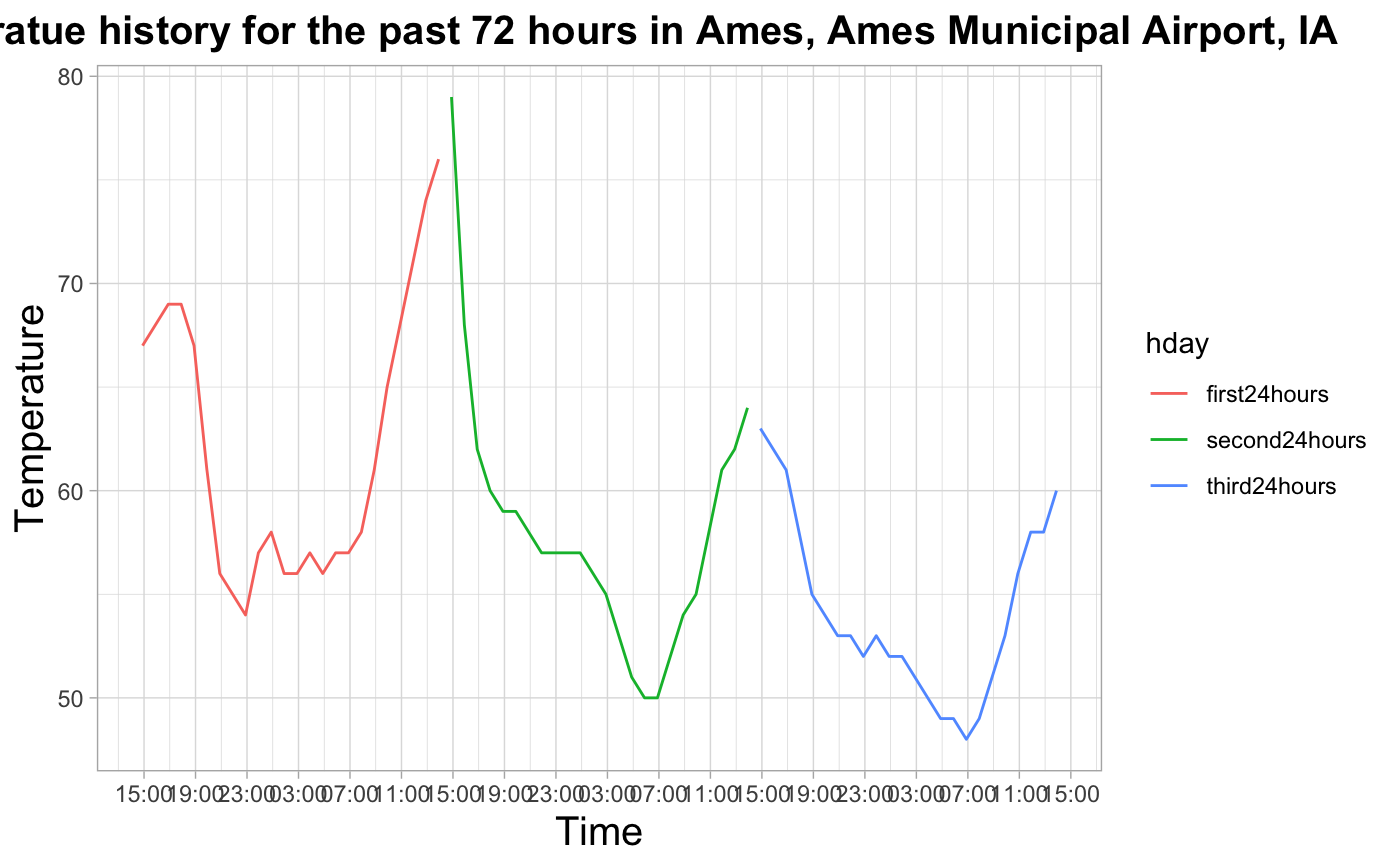 ratue history for the past 72 hours in Ames, Ames Municipal Airport, IA
80
70
60
50
Temperature
15:00 19:00 23:00 03:00 07:00 11:00 15:00 19:00 23:00 03:00 07:00 11:00 15:00 19:00 23:00 03:00 07:00 11:00 15:00
Time
hday
first24hours
second24hours
third24hours